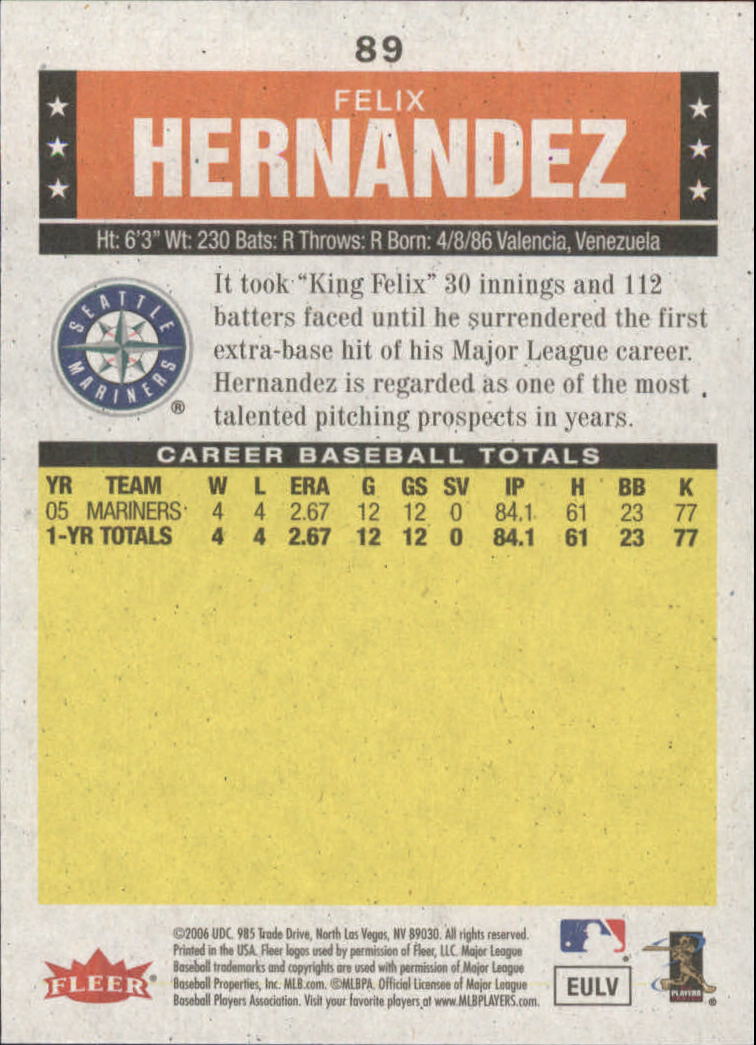 89
FELIX
HERNANDEZ
Ht: 6'3" Wt: 230 Bats: R Throws: R Born: 4/8/86 Valencia, Venezuela
SEATTLE
MARINERS
®
It took "King Felix" 30 innings and 112
batters faced until he surrendered the first
extra-base hit of his Major League career.
Hernandez is regarded as one of the most
talented pitching prospects in years.
CAREER BASEBALL TOTALS
YR TEAM W L ERA G GS SV IP H BB K
05 MARINERS 4 4 2.67 12 12 0 84.1 61 23 77
1-YR TOTALS 4 4 2.67 12 12 0 84.1 61 23 77
©2006 UDC. 985 Trade Drive, North Las Vegas, NV 89030. All rights reserved.
Printed in the USA. Fleer logos used by permission of Fleer, LLC. Major League
Baseball trademarks and copyrights are used with permission of Major League
Baseball Properties, Inc. MLB.com. ©MLBPA. Official Licensee of Major League
Baseball Players Association. Visit your favorite players at www.MLBPLAYERS.com.
FLEER®
®
EULV
PLAYERS
®